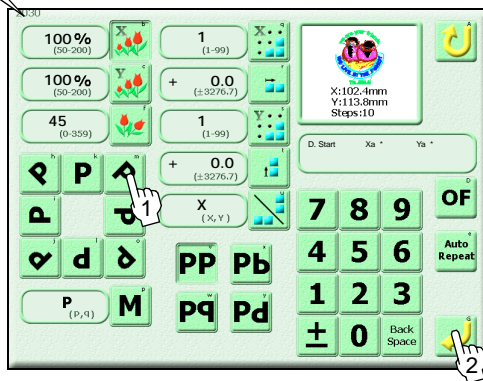 2030
100%
(50-200)
X
b
1
(1-99)
X
q
A
100%
(50-200)
Y
c
+ 0.0
(±3276.7)
r
X:102.4mm
Y:113.8mm
Steps:10
45
(0-359)
f
1
(1-99)
Y
s
P
h
P
k
P
m
+ 0.0
(±3276.7)
t
D. Start Xa * Ya *
P
i
P
1
X
(X,Y)
u
7
8
9
OF
D
P
j
P
l
P
o
PP
v
Pb
x
4
5
6
Auto
Repeat
e
P
(P,q)
M
p
Pq
w
Pd
y
1
2
3
±
0
Back
Space
G
2